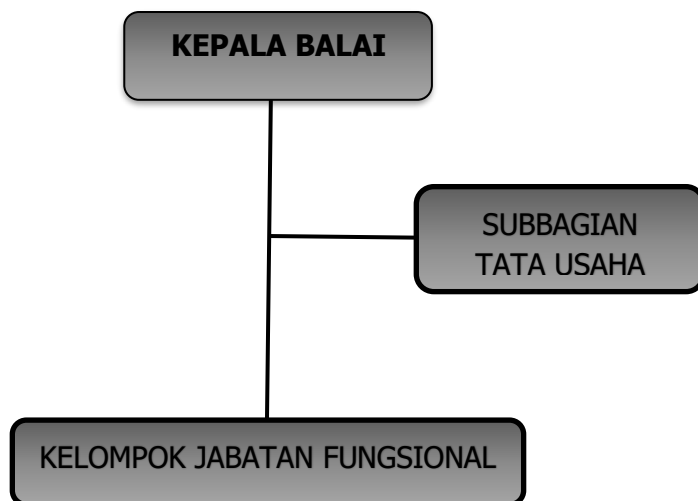 KEPALA BALAI
SUBBAGIAN
TATA USAHA
KELOMPOK JABATAN FUNGSIONAL